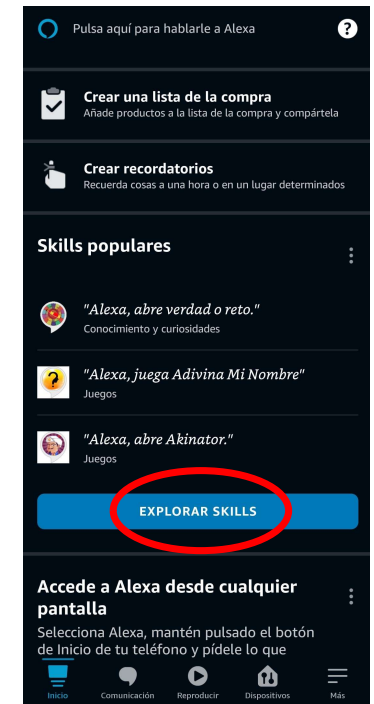 Pulsa aquí para hablarle a Alexa
?
Crear una lista de la compra
Añade productos a la lista de la compra y compártela
Crear recordatorios
Recuerda cosas a una hora o en un lugar determinados
Skills populares
"Alexa, abre verdad o reto."
Conocimiento y curiosidades
"Alexa, juega Adivina Mi Nombre"
Juegos
"Alexa, abre Akinator."
Juegos
EXPLORAR SKILLS
Accede a Alexa desde cualquier
pantalla
Selecciona Alexa, mantén pulsado el botón
de Inicio de tu teléfono y pídele lo que
Inicio Comunicación Reproducir Dispositivos Más